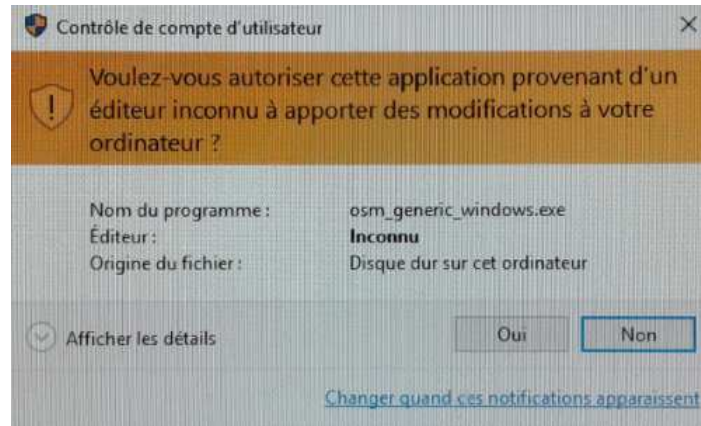 Contrôle de compte d'utilisateur
Voulez-vous autoriser cette application provenant d'un
éditeur inconnu à apporter des modifications à votre
ordinateur ?
Nom du programme : osm_generic_windows.exe
Éditeur : Inconnu
Origine du fichier : Disque dur sur cet ordinateur
Afficher les détails Oui Non
Changer quand ces notifications apparaissent